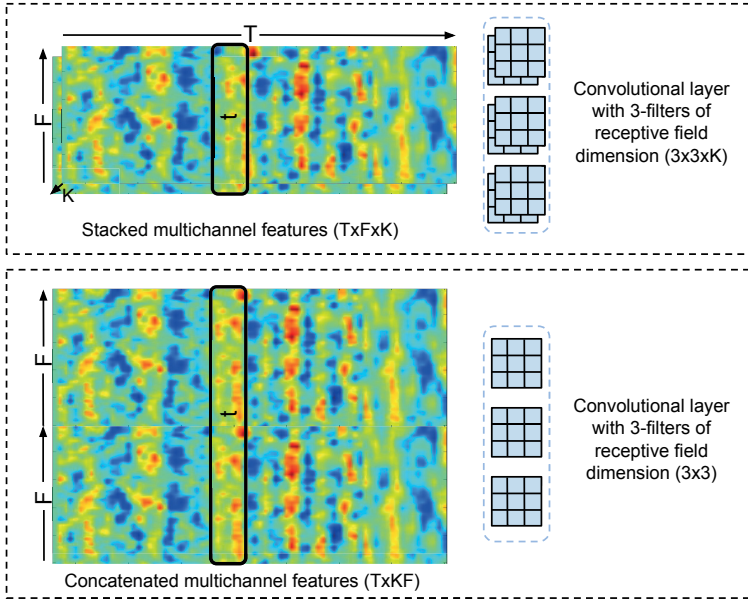 T
F
t
K
Stacked multichannel features (TxFxK)
Convolutional layer
with 3-filters of
receptive field
dimension (3x3xK)
F
t
F
Concatenated multichannel features (TxKF)
Convolutional layer
with 3-filters of
receptive field
dimension (3x3)